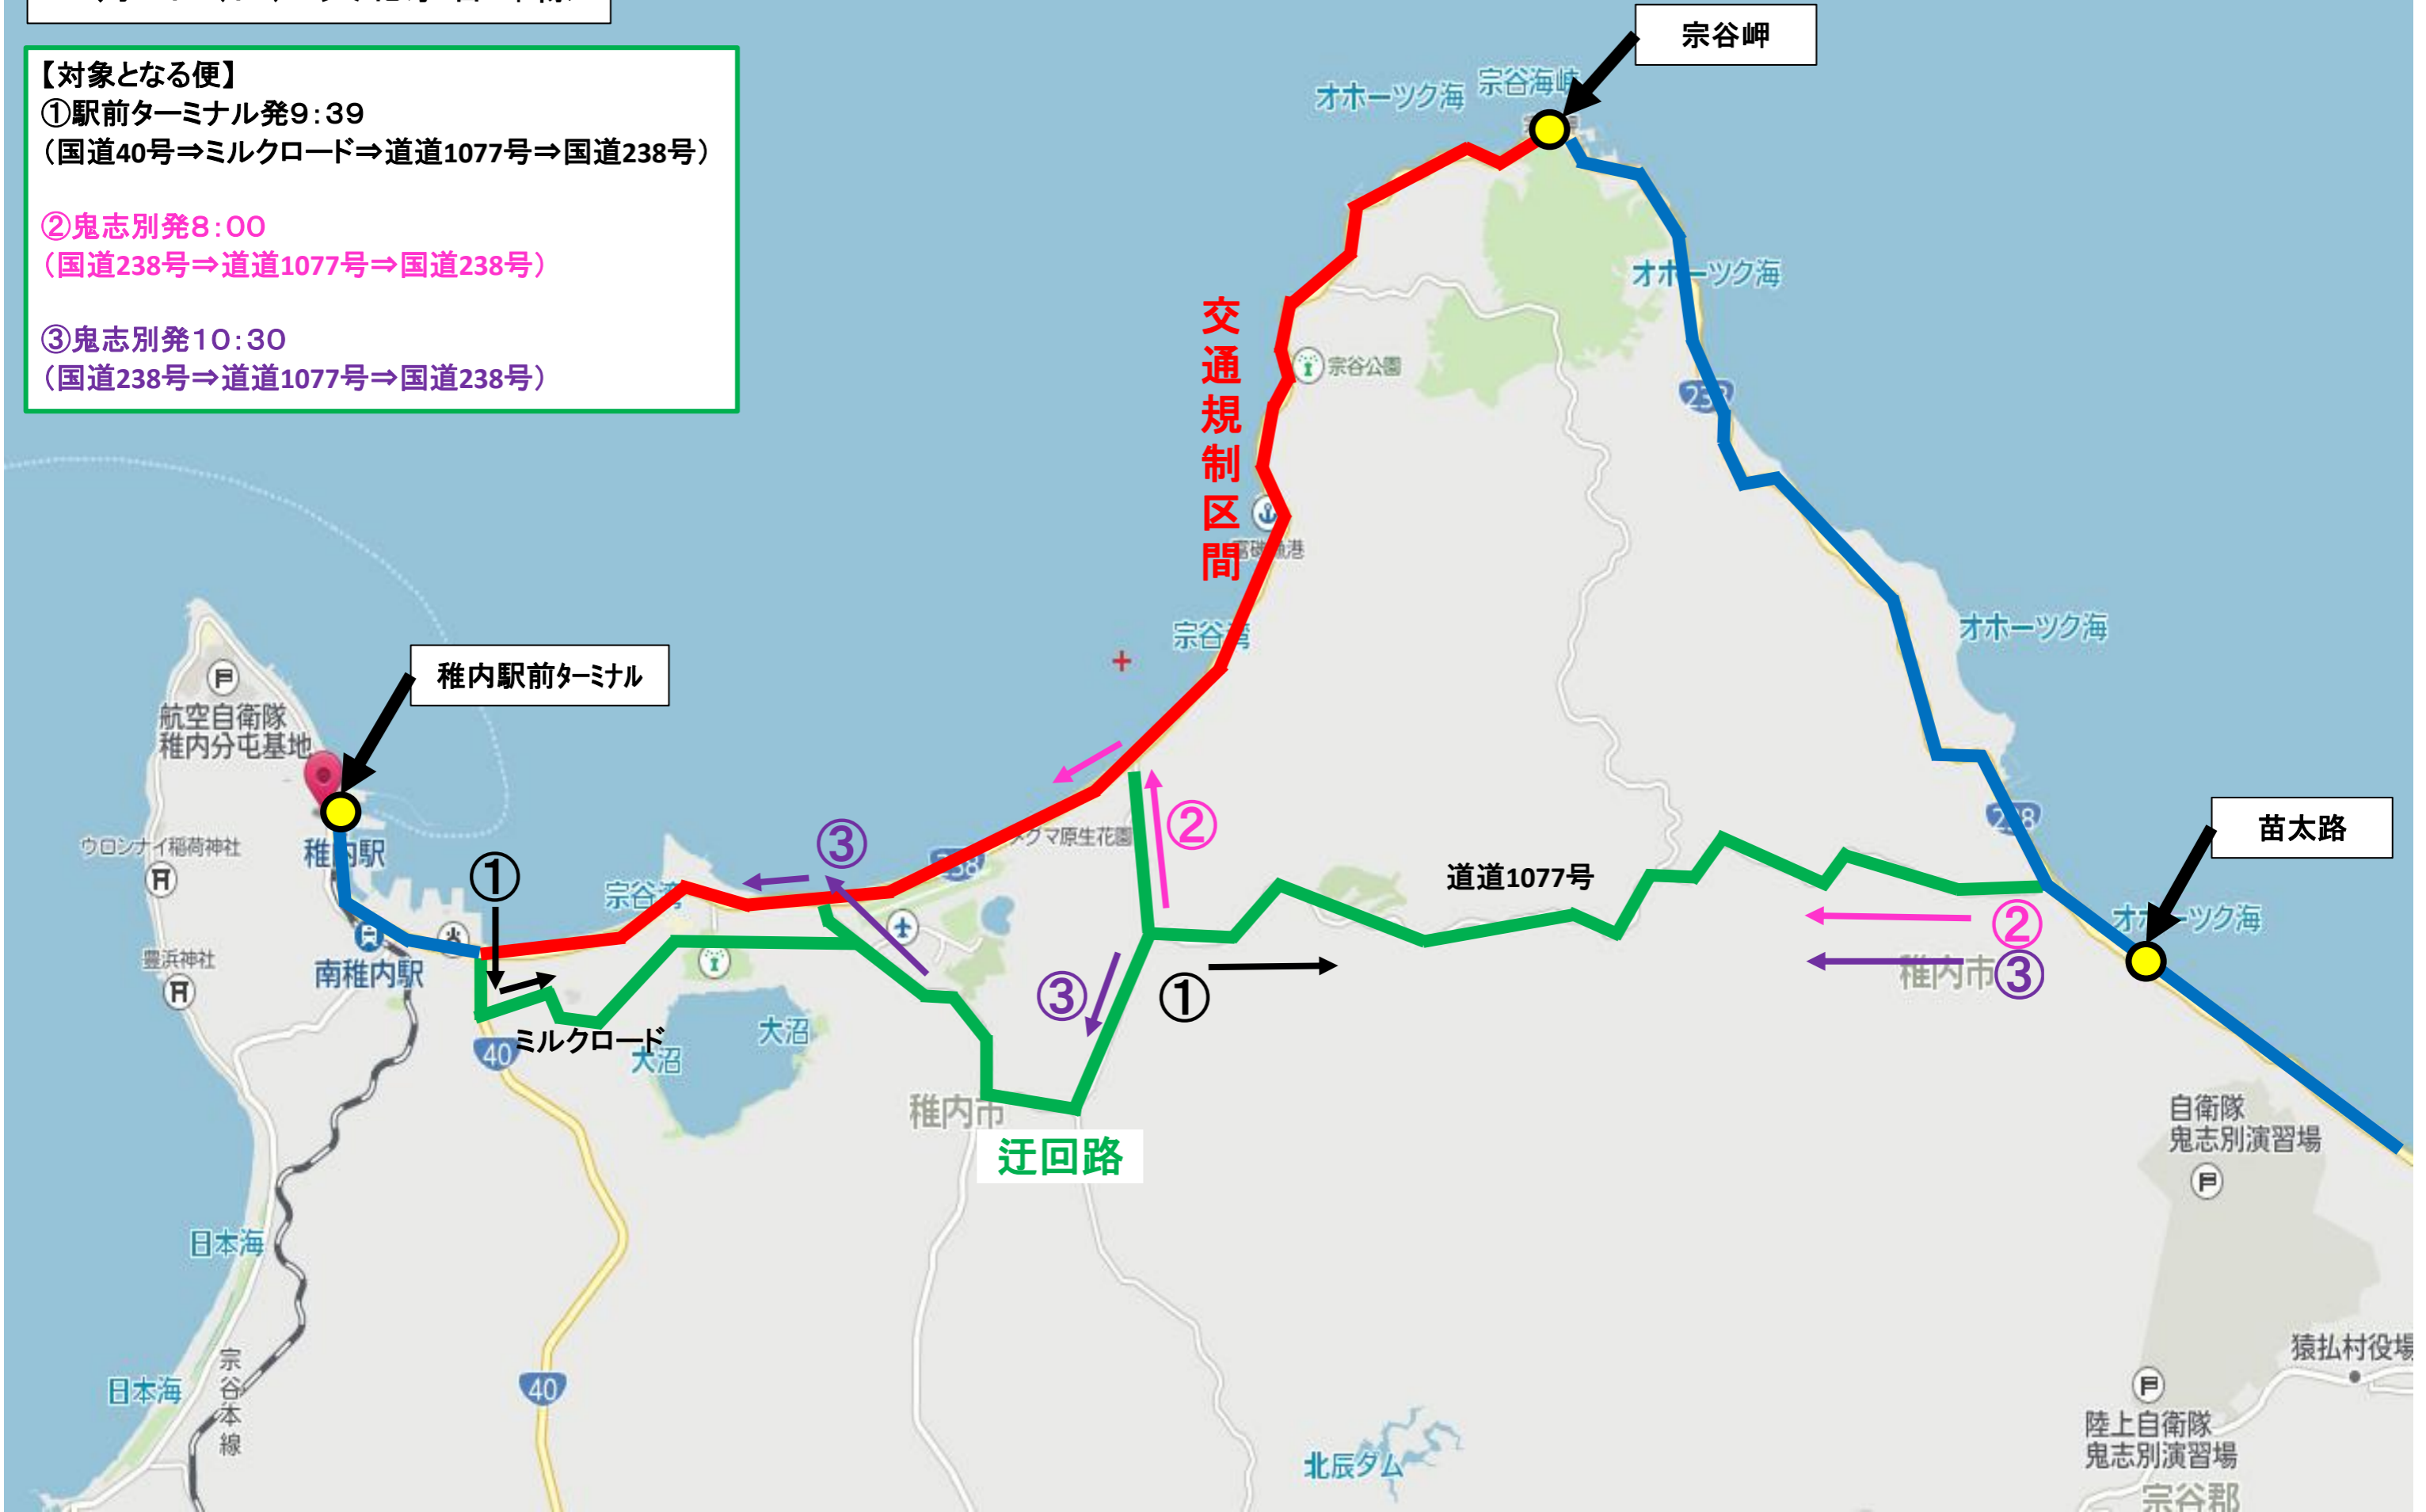 【対象となる便】
①駅前ターミナル発9：39
（国道40号⇒ミルクロード⇒道道1077号⇒国道238号）
②鬼志別発8：00
（国道238号⇒道道1077号⇒国道238号）
③鬼志別発10：30
（国道238号⇒道道1077号⇒国道238号）
宗谷岬
オホーツク海
宗谷海峡
オホーツク海
交通規制区間
宗谷公園
238
宗谷湾
オホーツク海
稚内駅前ターミナル
航空自衛隊
稚内分屯基地
ウロンナイ稲荷神社
稚内駅
①
宗谷湾
③
238
メグマ原生花園
②
道道1077号
238
苗太路
オホーツク海
②
③
稚内市
豊浜神社
南稚内駅
③
①
ミルクロード
40
大沼
大沼
稚内市
迂回路
自衛隊
鬼志別演習場
日本海
日本海
宗谷本線
40
北辰ダム
猿払村役場
陸上自衛隊
鬼志別演習場
宗谷郡